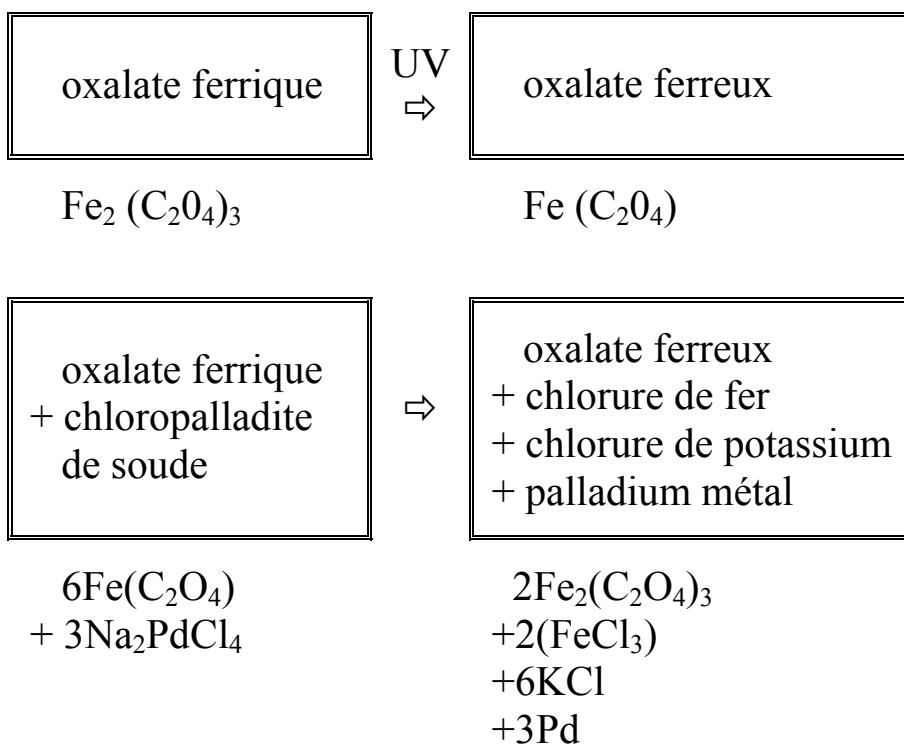 oxalate ferrique
UV
⇨
oxalate ferreux
Fe₂ (C₂0₄)₃
Fe (C₂0₄)
oxalate ferrique
+ chloropalladite
de soude
⇨
oxalate ferreux
+ chlorure de fer
+ chlorure de potassium
+ palladium métal
6Fe(C₂O₄)
+ 3Na₂PdCl₄
2Fe₂(C₂O₄)₃
+2(FeCl₃)
+6KCl
+3Pd